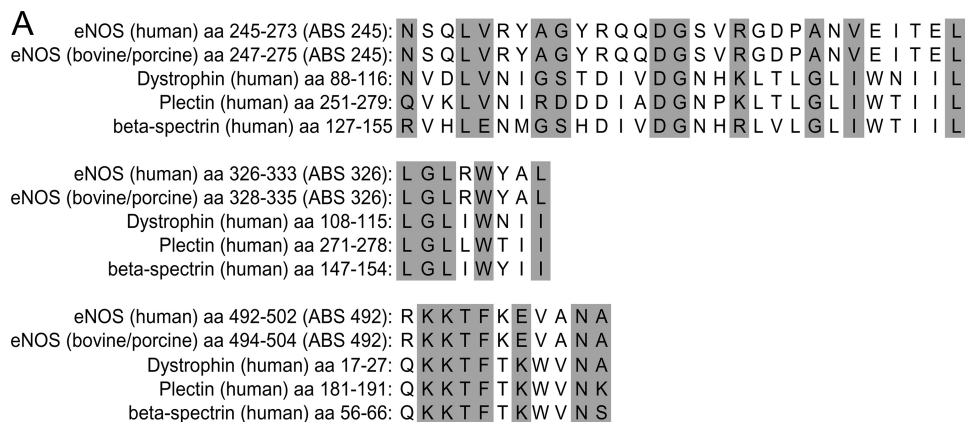 A
eNOS (human) aa 245-273 (ABS 245): N S Q L V R Y A G Y R Q Q D G S V R G D P A N V E I T E L
eNOS (bovine/porcine) aa 247-275 (ABS 245): N S Q L V R Y A G Y R Q Q D G S V R G D P A N V E I T E L
Dystrophin (human) aa 88-116: N V D L V N I G S T D I V D G N H K L T L G L I W N I I L
Plectin (human) aa 251-279: Q V K L V N I R D D D I A D G N P K L T L G L I W T I I L
beta-spectrin (human) aa 127-155 R V H L E N M G S H D I V D G N H R L V L G L I W T I I L
eNOS (human) aa 326-333 (ABS 326): L G L R W Y A L
eNOS (bovine/porcine) aa 328-335 (ABS 326): L G L R W Y A L
Dystrophin (human) aa 108-115: L G L I W N I I
Plectin (human) aa 271-278: L G L L W T I I
beta-spectrin (human) aa 147-154: L G L I W Y I I
eNOS (human) aa 492-502 (ABS 492): R K K T F K E V A N A
eNOS (bovine/porcine) aa 494-504 (ABS 492): R K K T F K E V A N A
Dystrophin (human) aa 17-27: Q K K T F T K W V N A
Plectin (human) aa 181-191: Q K K T F T K W V N K
beta-spectrin (human) aa 56-66: Q K K T F T K W V N S